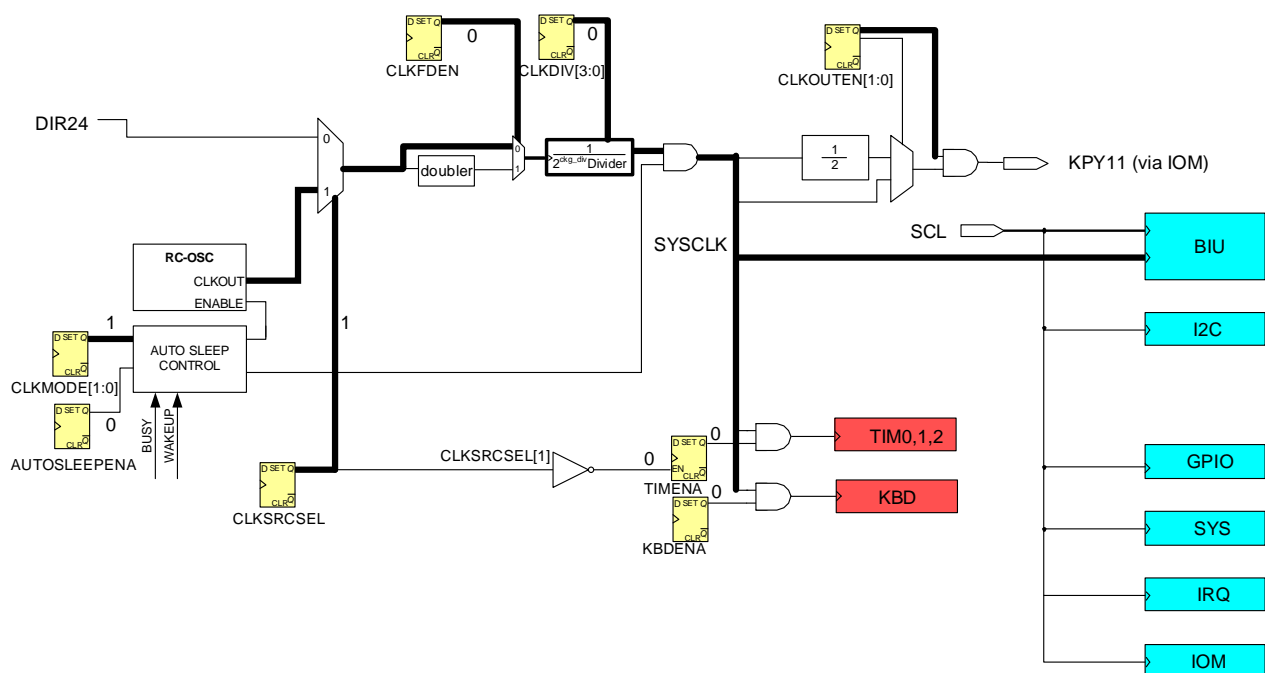 D SET Q
CLR Q
CLKFDEN
0
D SET Q
CLR Q
CLKDIV[3:0]
0
D SET Q
CLR Q
CLKOUTEN[1:0]
DIR24
0
1
doubler
0
1
1
2^ckg_div Divider
1
2
KPY11 (via IOM)
SCL
SYSCLK
BIU
RC-OSC
CLKOUT
ENABLE
1
D SET Q
CLR Q
CLKMODE[1:0]
1
AUTO SLEEP
CONTROL
I2C
D SET Q
CLR Q
AUTOSLEEPENA
0
BUSY
WAKEUP
D SET Q
CLR Q
CLKSRCSEL
CLKSRCSEL[1]
0
D SET Q
EN
CLR Q
TIMENA
0
TIM0,1,2
GPIO
D SET Q
CLR Q
KBDENA
0
KBD
SYS
IRQ
IOM